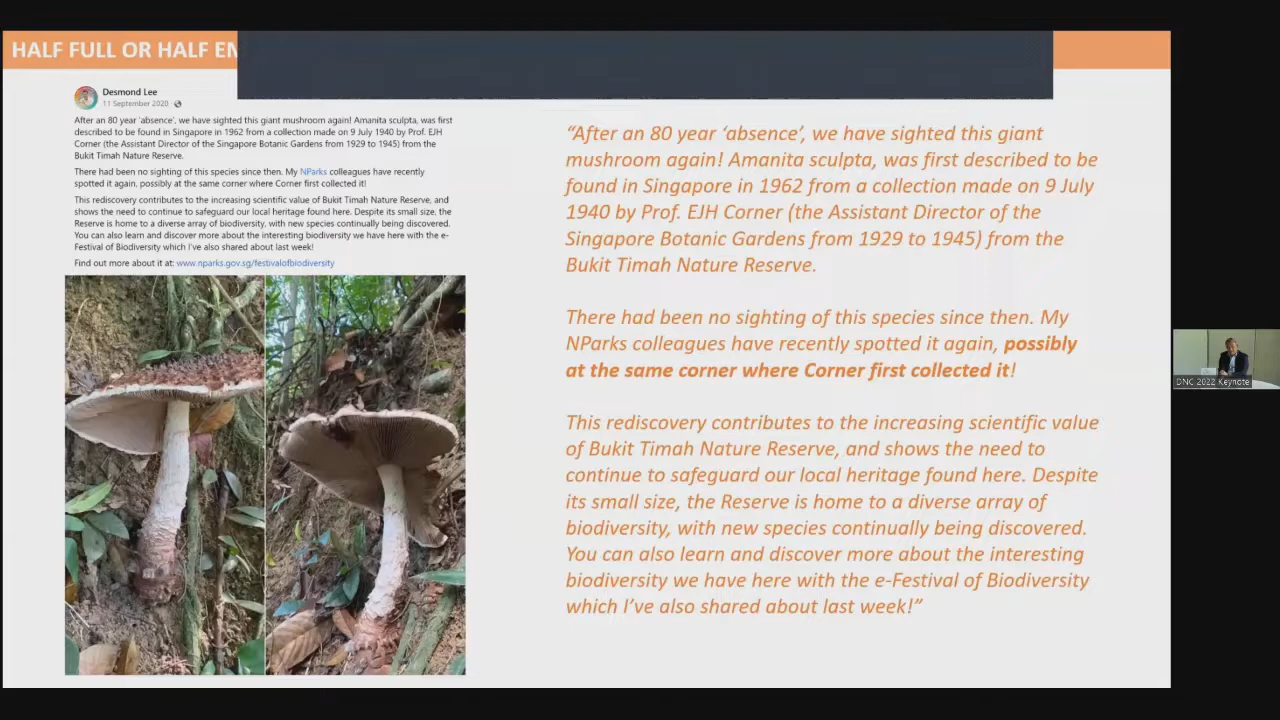 HALF FULL OR HALF
Desmond Lee
11 September 2020
After an 80 year 'absence', we have sighted this giant mushroom again! Amanita sculpta, was first
described to be found in Singapore in 1962 from a collection made on 9 July 1940 by Prof. EJH
Corner (the Assistant Director of the Singapore Botanic Gardens from 1929 to 1945) from the
Bukit Timah Nature Reserve.
There had been no sighting of this species since then. My NParks colleagues have recently
spotted it again, possibly at the same corner where Corner first collected it!
This rediscovery contributes to the increasing scientific value of Bukit Timah Nature Reserve, and
shows the need to continue to safeguard our local heritage found here. Despite its small size, the
Reserve is home to a diverse array of biodiversity, with new species continually being discovered.
You can also learn and discover more about the interesting biodiversity we have here with the e-
Festival of Biodiversity which I've also shared about last week!
Find out more about it at: www.nparks.gov.sg/festivalofbiodiversity
“After an 80 year ‘absence’, we have sighted this giant
mushroom again! Amanita sculpta, was first described to be
found in Singapore in 1962 from a collection made on 9 July
1940 by Prof. EJH Corner (the Assistant Director of the
Singapore Botanic Gardens from 1929 to 1945) from the
Bukit Timah Nature Reserve.
There had been no sighting of this species since then. My
NParks colleagues have recently spotted it again, possibly
at the same corner where Corner first collected it!
This rediscovery contributes to the increasing scientific value
of Bukit Timah Nature Reserve, and shows the need to
continue to safeguard our local heritage found here. Despite
its small size, the Reserve is home to a diverse array of
biodiversity, with new species continually being discovered.
You can also learn and discover more about the interesting
biodiversity we have here with the e-Festival of Biodiversity
which I’ve also shared about last week!”
DNC 2022 Keynote